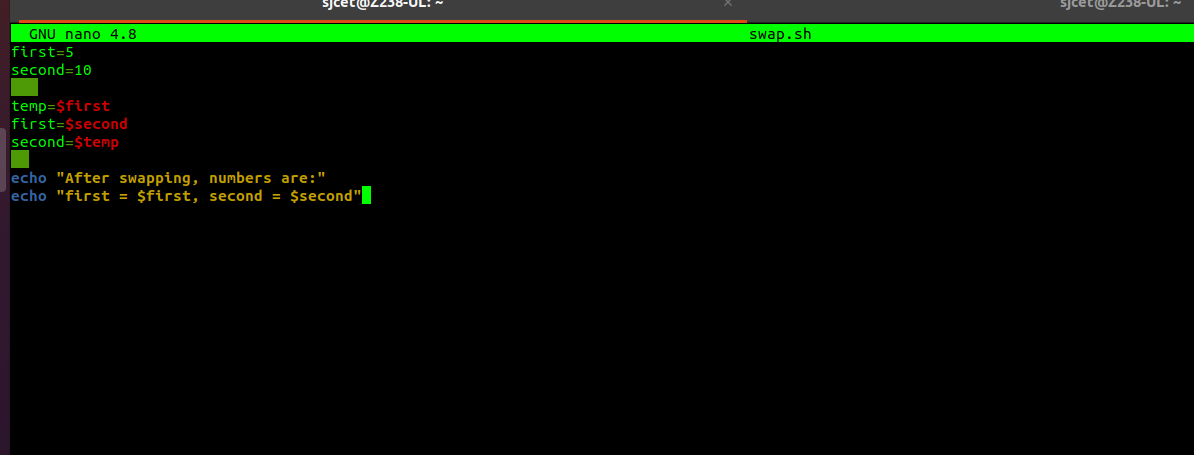 sjcet@Z238-UL: ~ × sjcet@Z238-UL: ~
GNU nano 4.8 swap.sh
first=5
second=10
temp=$first
first=$second
second=$temp
echo "After swapping, numbers are:"
echo "first = $first, second = $second"